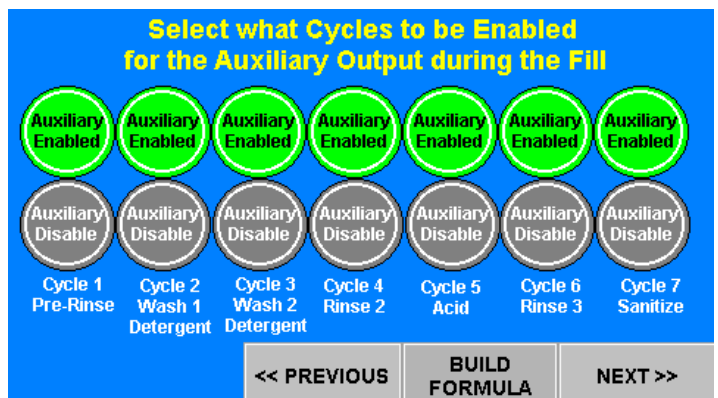 Select what Cycles to be Enabled
for the Auxiliary Output during the Fill
Auxiliary Enabled
Auxiliary Enabled
Auxiliary Enabled
Auxiliary Enabled
Auxiliary Enabled
Auxiliary Enabled
Auxiliary Enabled
Auxiliary Disable
Auxiliary Disable
Auxiliary Disable
Auxiliary Disable
Auxiliary Disable
Auxiliary Disable
Auxiliary Disable
Cycle 1
Pre-Rinse
Cycle 2
Wash 1
Detergent
Cycle 3
Wash 2
Detergent
Cycle 4
Rinse 2
Cycle 5
Acid
Cycle 6
Rinse 3
Cycle 7
Sanitize
<< PREVIOUS
BUILD
FORMULA
NEXT >>